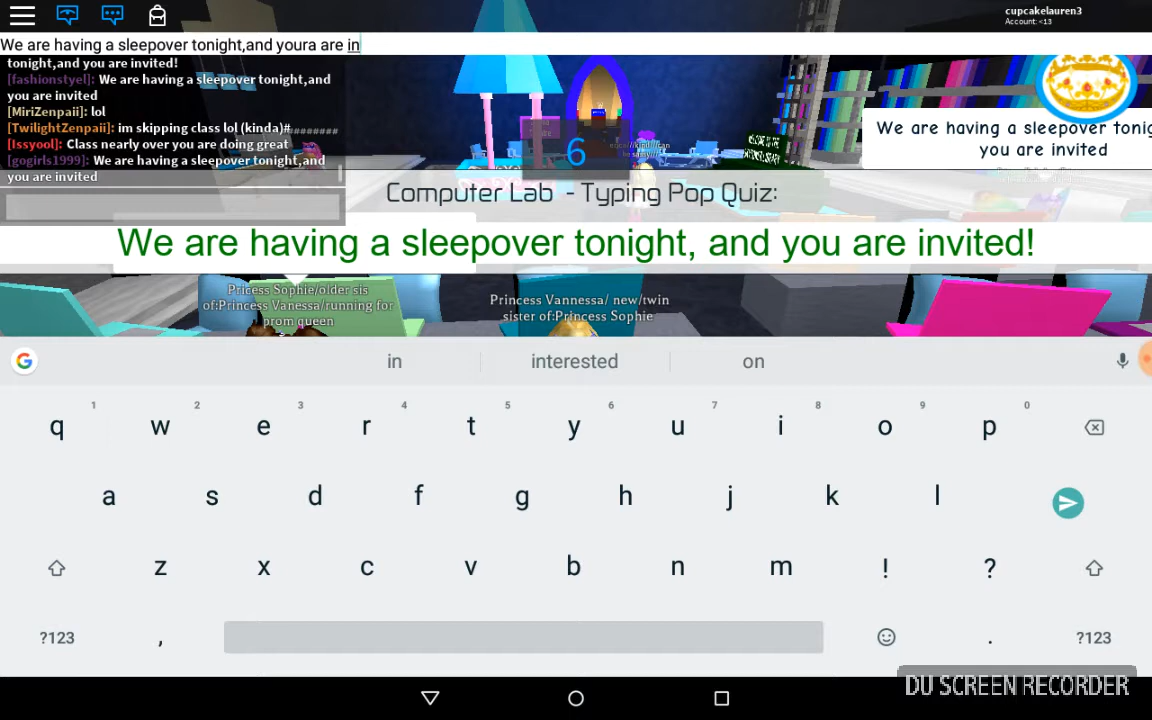 cupcakelauren3
Account: <13
We are having a sleepover tonight,and youra are in
tonight,and you are invited!
[fashionstyel]: We are having a sleepover tonight,and
you are invited
[MiriZenpaii]: lol
[TwilightZenpaii]: im skipping class lol (kinda)# ########
[Issyool]: Class nearly over you are doing great
[gogirls1999]: We are having a sleepover tonight,and
you are invited
We are having a sleepover
you are invited
6
Computer Lab - Typing Pop Quiz:
We are having a sleepover tonight, and you are invited!
Pricess Sophie/older sis
of:Princess Vanessa/running for
prom queen
Princess Vannessa/ new/twin
sister of:Princess Sophie
G
in interested on
1 2 3 4 5 6 7 8 9 0
q w e r t y u i o p
a s d f g h j k l
z x c v b n m ! ?
?123 , . ?123
DU SCREEN RECORDER